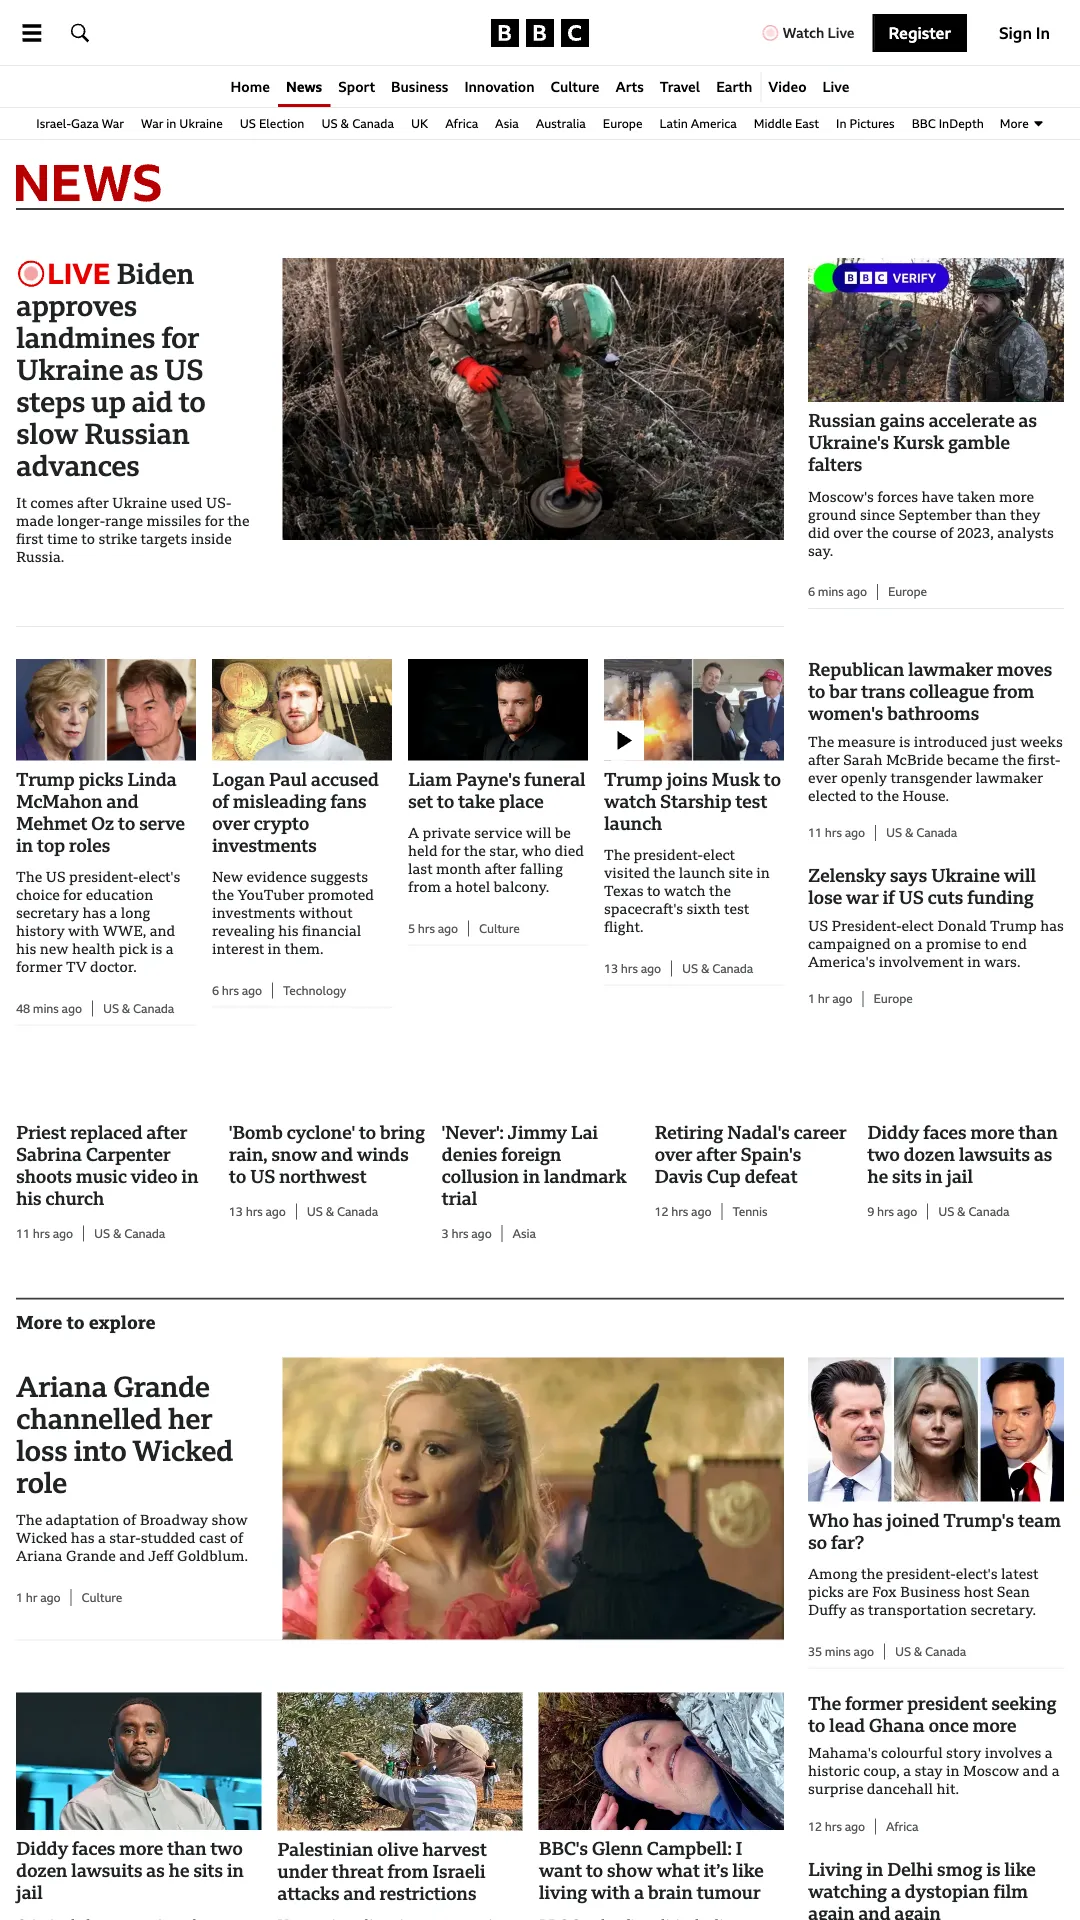 BBC
Watch Live
Register
Sign In
Home News Sport Business Innovation Culture Arts Travel Earth Video Live
Israel-Gaza War War in Ukraine US Election US & Canada UK Africa Asia Australia Europe Latin America Middle East In Pictures BBC InDepth More
NEWS
LIVE Biden
approves
landmines for
Ukraine as US
steps up aid to
slow Russian
advances
It comes after Ukraine used US-
made longer-range missiles for the
first time to strike targets inside
Russia.
BBC VERIFY
Russian gains accelerate as
Ukraine's Kursk gamble
falters
Moscow's forces have taken more
ground since September than they
did over the course of 2023, analysts
say.
6 mins ago | Europe
Trump picks Linda
McMahon and
Mehmet Oz to serve
in top roles
The US president-elect's
choice for education
secretary has a long
history with WWE, and
his new health pick is a
former TV doctor.
48 mins ago | US & Canada
Logan Paul accused
of misleading fans
over crypto
investments
New evidence suggests
the YouTuber promoted
investments without
revealing his financial
interest in them.
6 hrs ago | Technology
Liam Payne's funeral
set to take place
A private service will be
held for the star, who died
last month after falling
from a hotel balcony.
5 hrs ago | Culture
Trump joins Musk to
watch Starship test
launch
The president-elect
visited the launch site in
Texas to watch the
spacecraft's sixth test
flight.
13 hrs ago | US & Canada
Republican lawmaker moves
to bar trans colleague from
women's bathrooms
The measure is introduced just weeks
after Sarah McBride became the first-
ever openly transgender lawmaker
elected to the House.
11 hrs ago | US & Canada
Zelensky says Ukraine will
lose war if US cuts funding
US President-elect Donald Trump has
campaigned on a promise to end
America's involvement in wars.
1 hr ago | Europe
Priest replaced after
Sabrina Carpenter
shoots music video in
his church
11 hrs ago | US & Canada
'Bomb cyclone' to bring
rain, snow and winds
to US northwest
13 hrs ago | US & Canada
'Never': Jimmy Lai
denies foreign
collusion in landmark
trial
3 hrs ago | Asia
Retiring Nadal's career
over after Spain's
Davis Cup defeat
12 hrs ago | Tennis
Diddy faces more than
two dozen lawsuits as
he sits in jail
9 hrs ago | US & Canada
More to explore
Ariana Grande
channelled her
loss into Wicked
role
The adaptation of Broadway show
Wicked has a star-studded cast of
Ariana Grande and Jeff Goldblum.
1 hr ago | Culture
Who has joined Trump's team
so far?
Among the president-elect's latest
picks are Fox Business host Sean
Duffy as transportation secretary.
35 mins ago | US & Canada
Diddy faces more than two
dozen lawsuits as he sits in
jail
Palestinian olive harvest
under threat from Israeli
attacks and restrictions
BBC's Glenn Campbell: I
want to show what it's like
living with a brain tumour
The former president seeking
to lead Ghana once more
Mahama's colourful story involves a
historic coup, a stay in Moscow and a
surprise dancehall hit.
12 hrs ago | Africa
Living in Delhi smog is like
watching a dystopian film
again and again